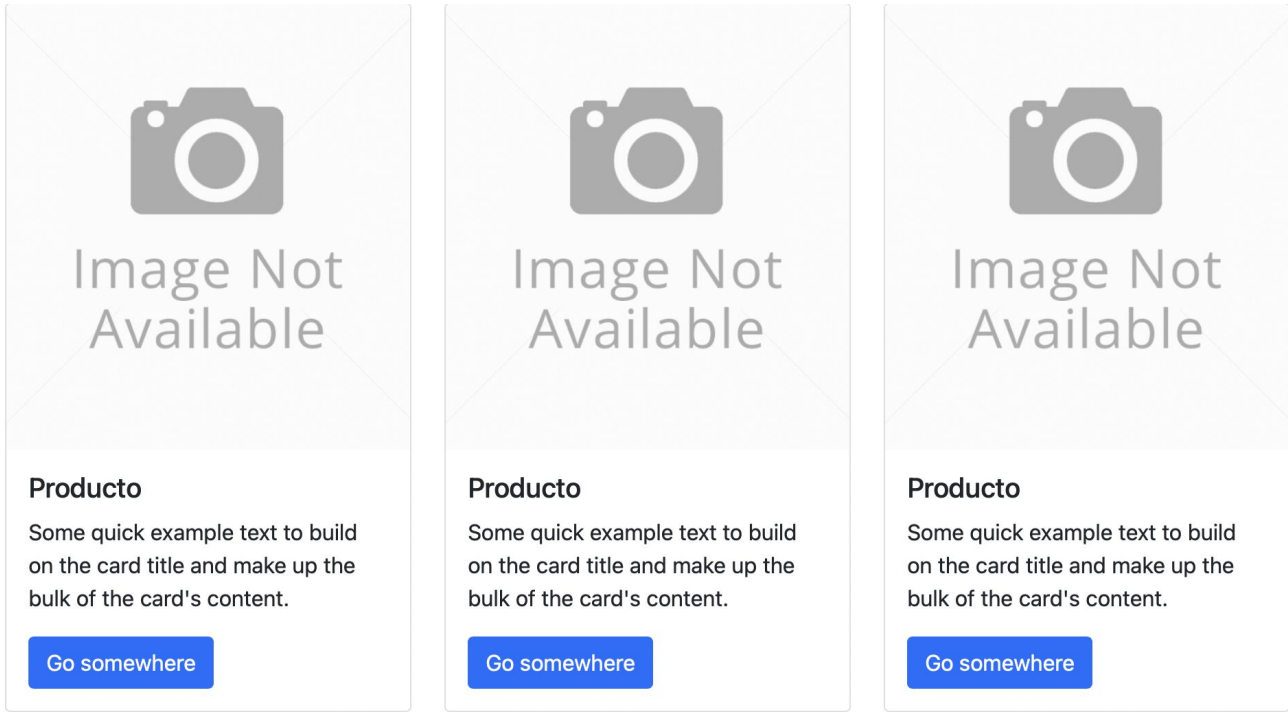 Image Not
Available
Producto
Some quick example text to build
on the card title and make up the
bulk of the card's content.
Go somewhere
Image Not
Available
Producto
Some quick example text to build
on the card title and make up the
bulk of the card's content.
Go somewhere
Image Not
Available
Producto
Some quick example text to build
on the card title and make up the
bulk of the card's content.
Go somewhere